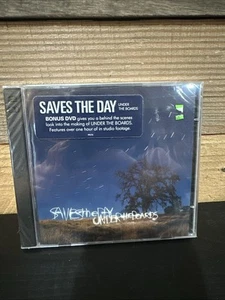 SAVES THE DAY UNDER THE BOARDS
BONUS DVD gives you a behind the scenes
look into the making of UNDER THE BOARDS.
Features over one hour of in studio footage.
SAVES THE DAY
UNDER THE BOARDS